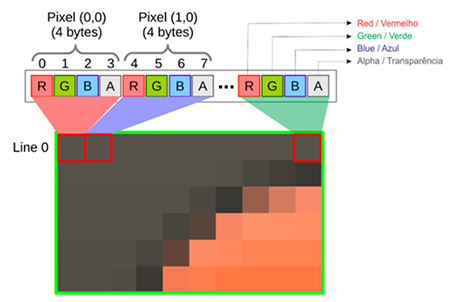 Pixel (0,0) Pixel (1,0)
(4 bytes) (4 bytes)
Red / Vermelho
Green / Verde
Blue / Azul
Alpha / Transparência
0 1 2 3 4 5 6 7
R G B A R G B A ••• R G B A
Line 0